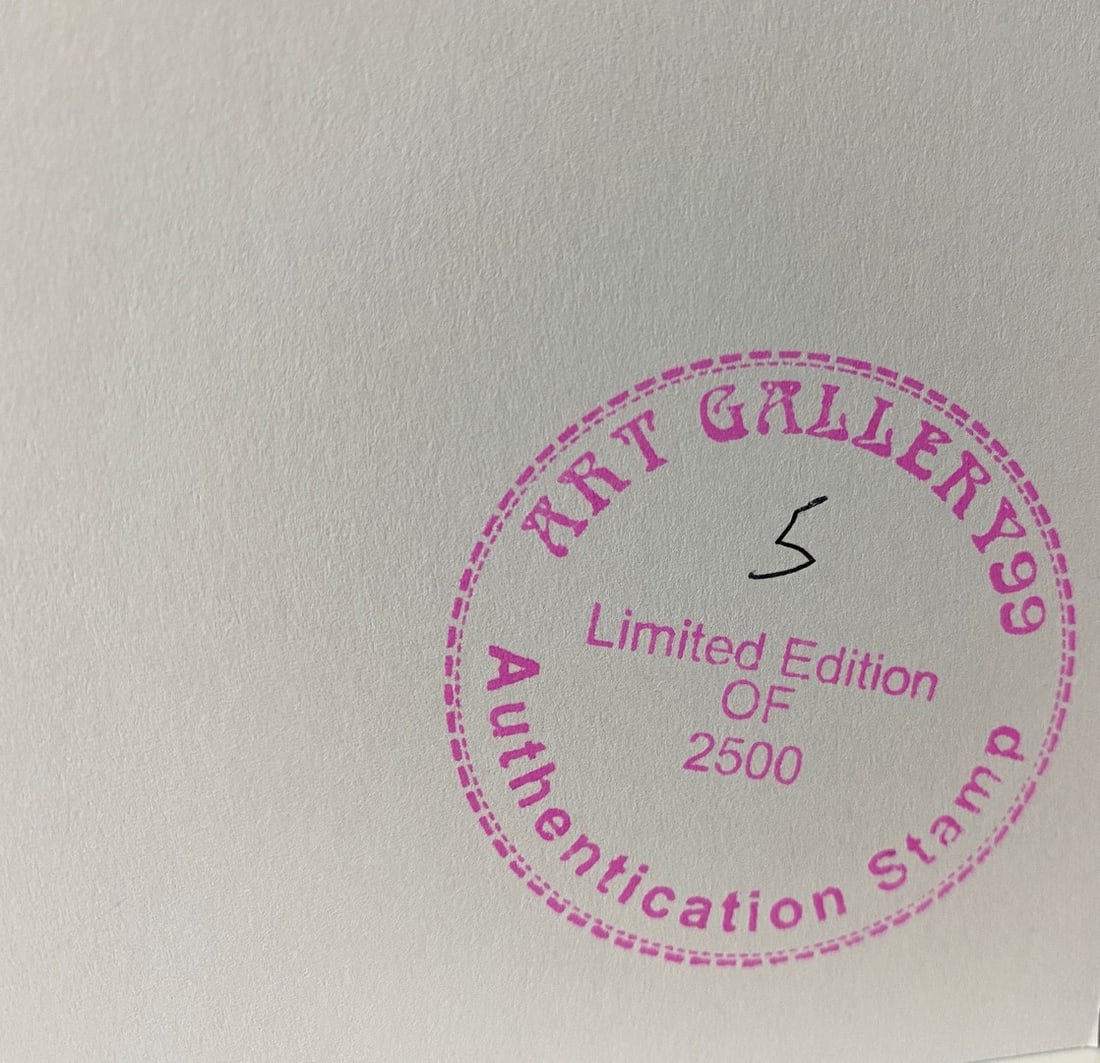 ART GALLERY99
5
Limited Edition
OF
2500
Authentication Stamp